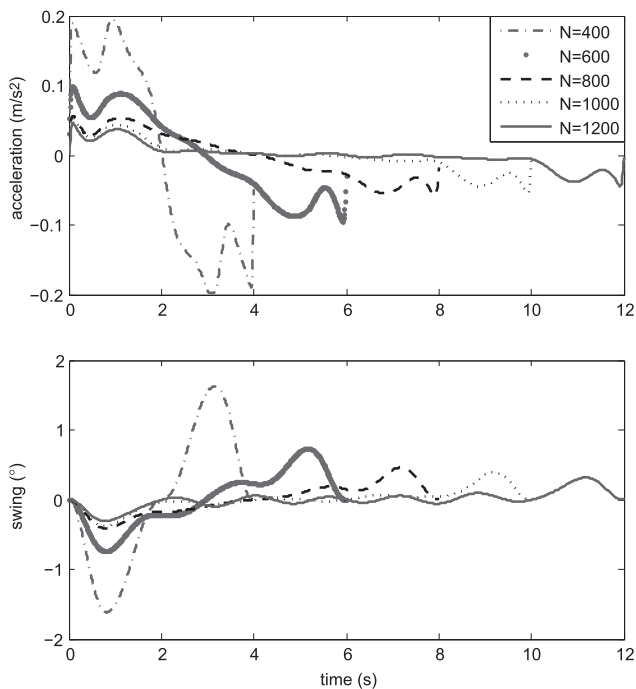 acceleration (m/s2)
0.2
0.1
0
−0.1
−0.2
0 2 4 6 8 10 12
N=400
N=600
N=800
N=1000
N=1200
swing (°)
2
1
0
−1
−2
0 2 4 6 8 10 12
time (s)